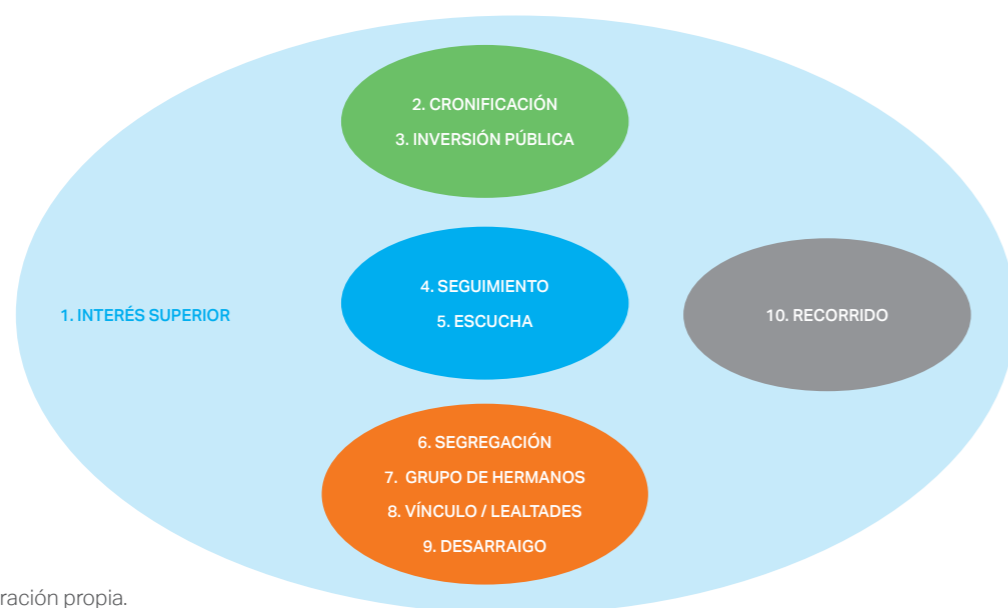 2. CRONIFICACIÓN
3. INVERSIÓN PÚBLICA
1. INTERÉS SUPERIOR
4. SEGUIMIENTO
5. ESCUCHA
10. RECORRIDO
6. SEGREGACIÓN
7. GRUPO DE HERMANOS
8. VÍNCULO / LEALTADES
9. DESARRAIGO
ración propia.